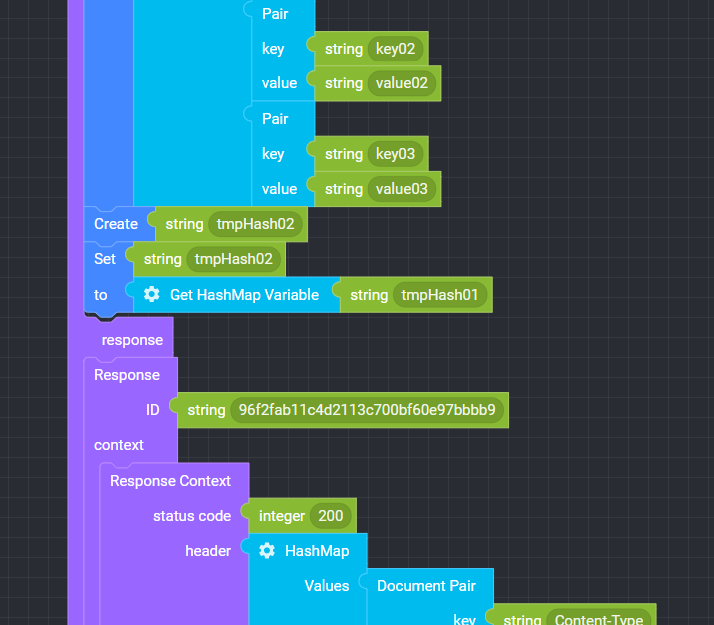 Pair
key string key02
value string value02
Pair
key string key03
value string value03
Create string tmpHash02
Set string tmpHash02
to Get HashMap Variable string tmpHash01
response
Response
ID string 96f2fab11c4d2113c700bf60e97bbbb9
context
Response Context
status code integer 200
header HashMap
Values Document Pair
key string Content-Type